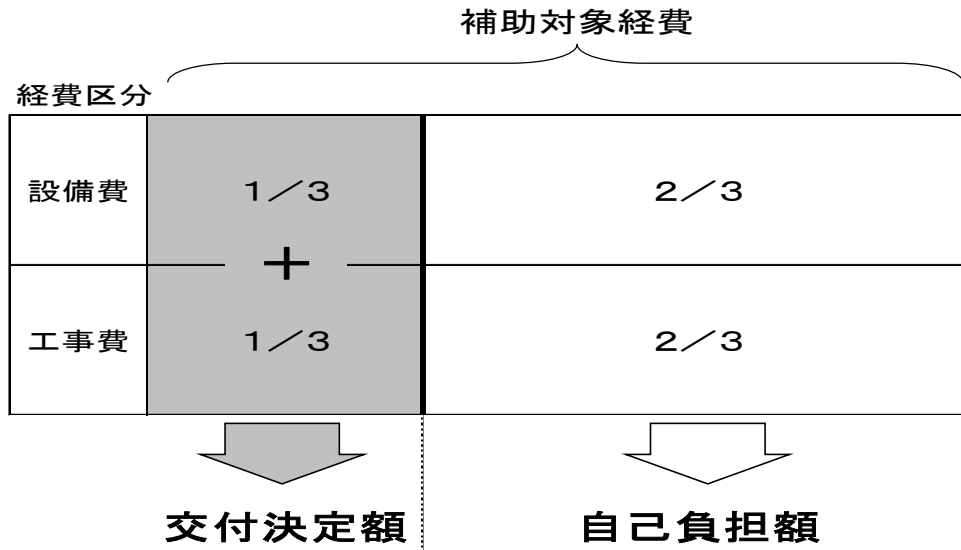 補助対象経費
経費区分
設備費 1／3 2／3
＋
工事費 1／3 2／3
交付決定額 自己負担額